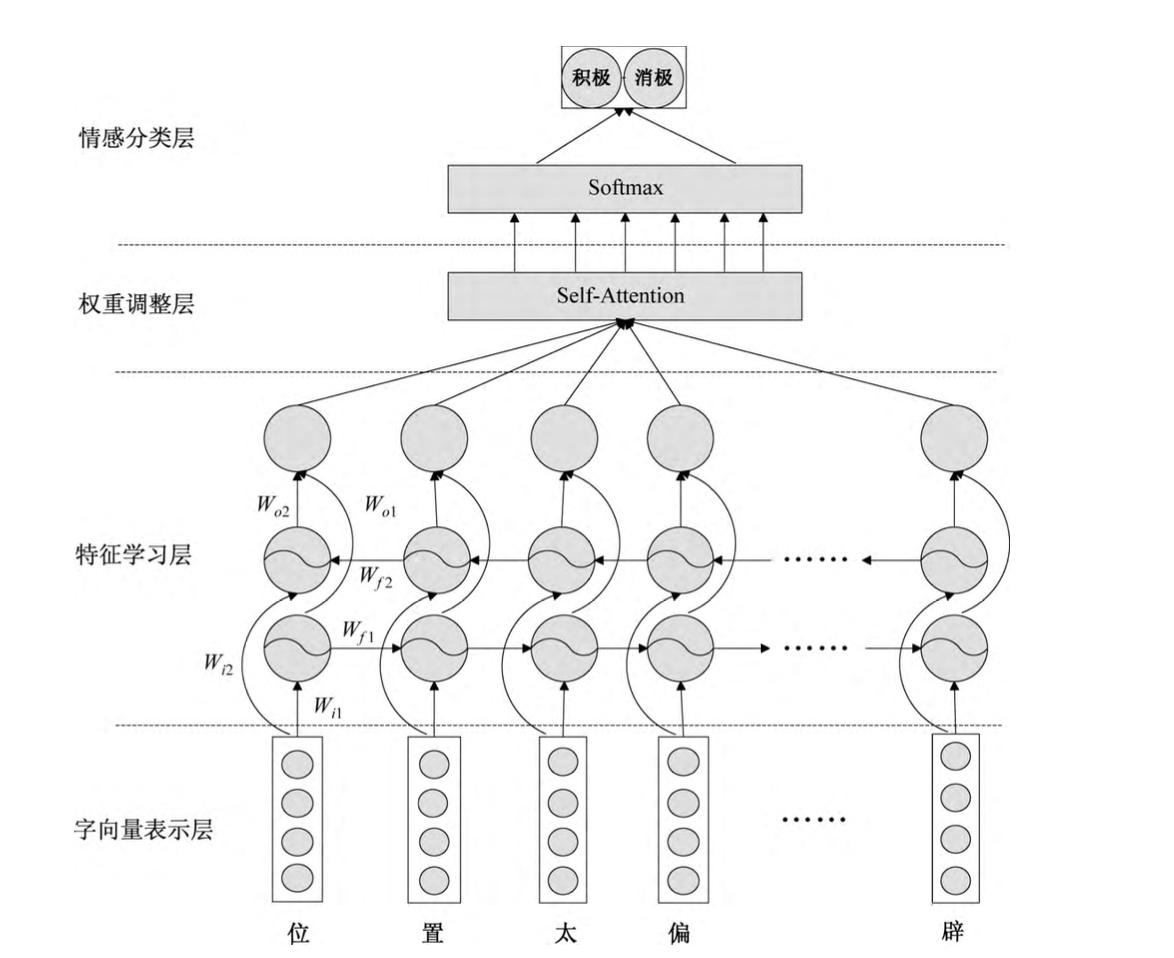 积极 消极
情感分类层
Softmax
Self-Attention
权重调整层
W_{o2} W_{o1}
特征学习层
W_{f2}
W_{f1}
W_{i2}
W_{i1}
字向量表示层
位 置 太 偏 辟